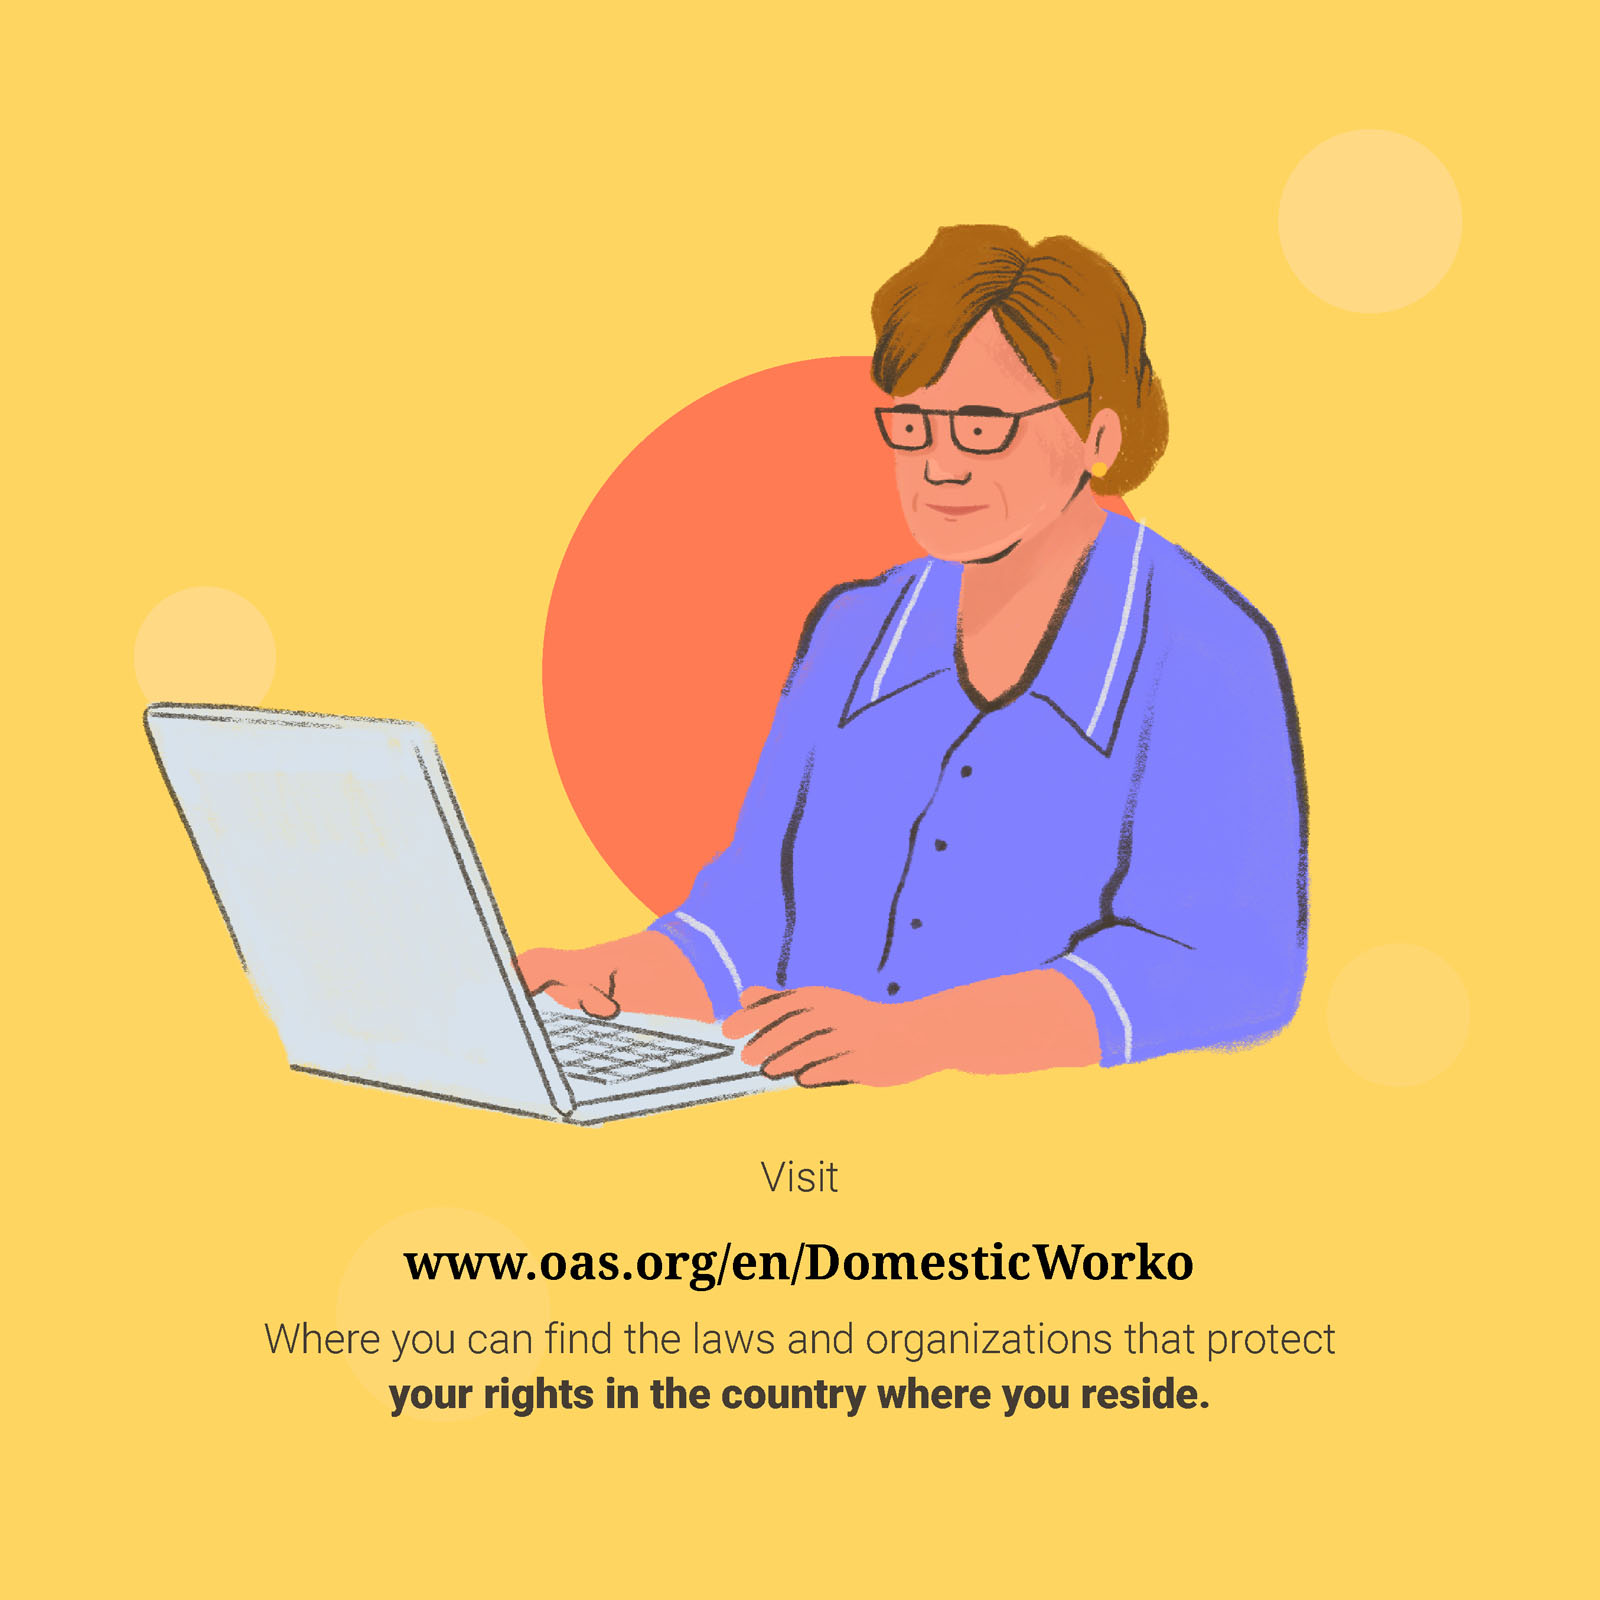 Visit
www.oas.org/en/DomesticWorko
Where you can find the laws and organizations that protect
your rights in the country where you reside.